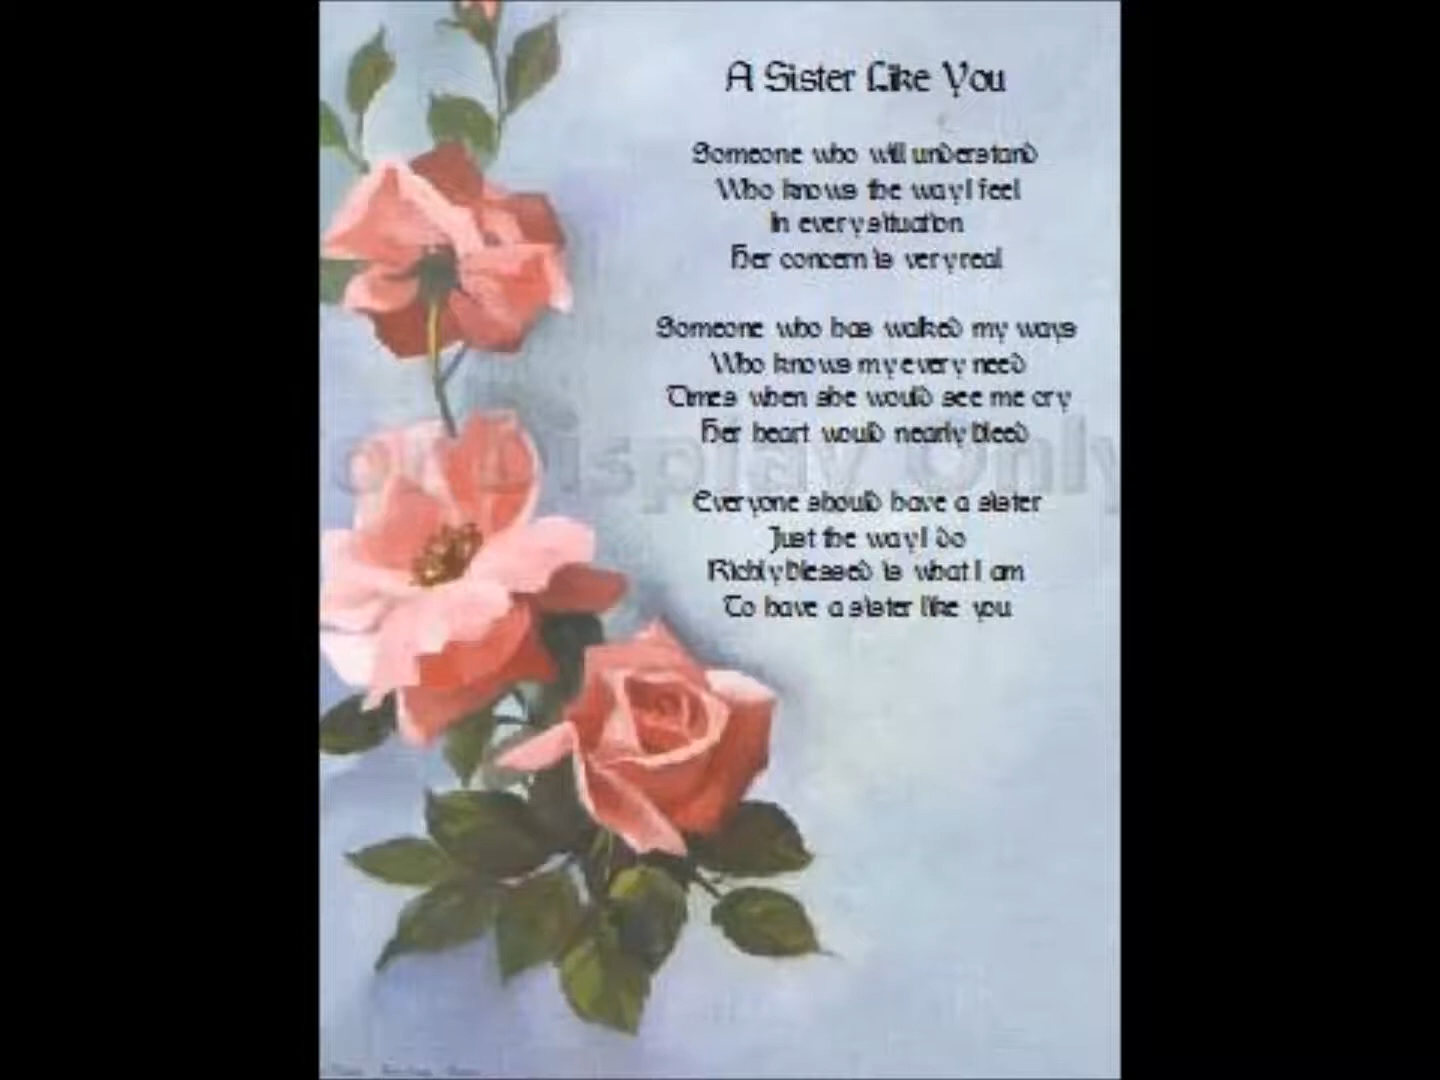 A Sister Like You
Someone who will understand
Who knows the way I feel
In every situation
Her concern is very real
Someone who has walked my ways
Who knows my every need
Times when she would see me cry
Her heart would nearly bleed
Everyone should have a sister
Just the way I do
Richly blessed is what I am
To have a sister like you
Display Only